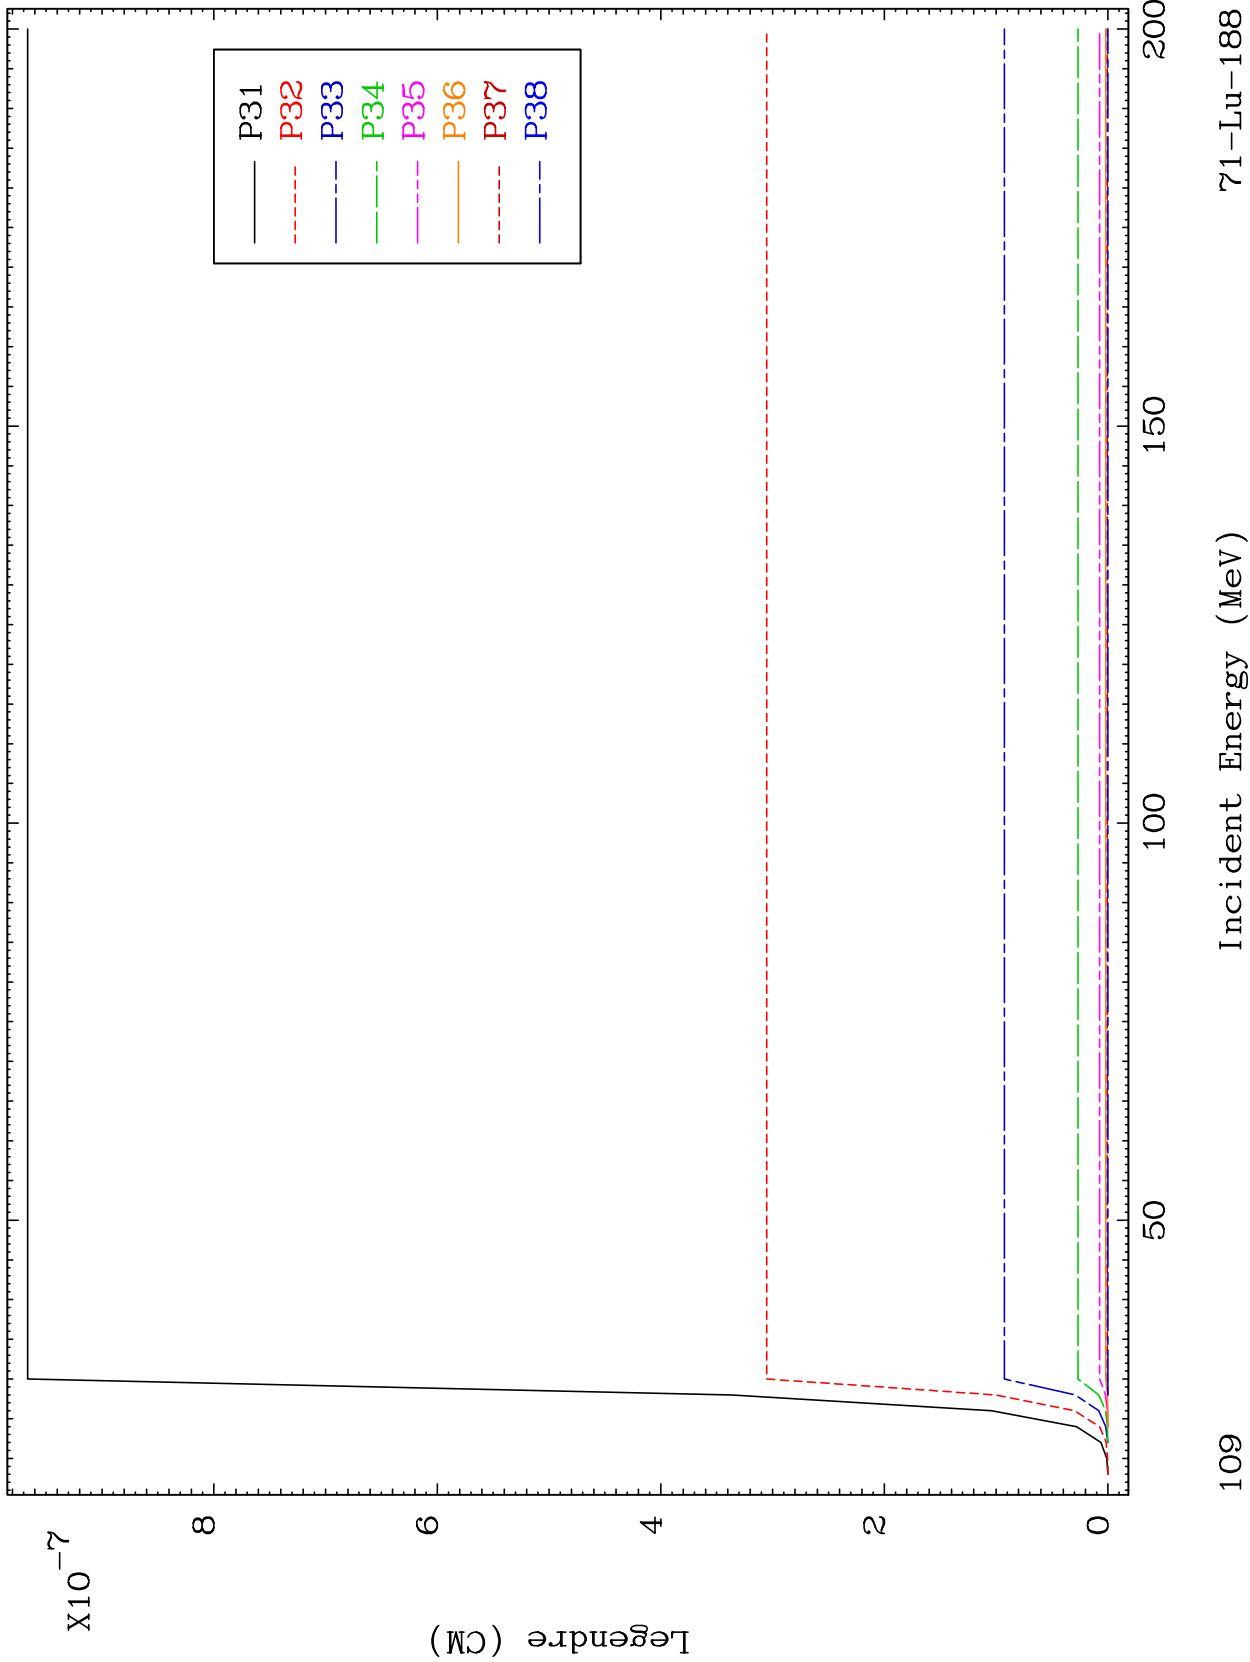 X10
-7
8
6
4
2
0
Legendre (CM)
P31
P32
P33
P34
P35
P36
P37
P38
50
100
150
200
Incident Energy (MeV)
109
71-Lu-188